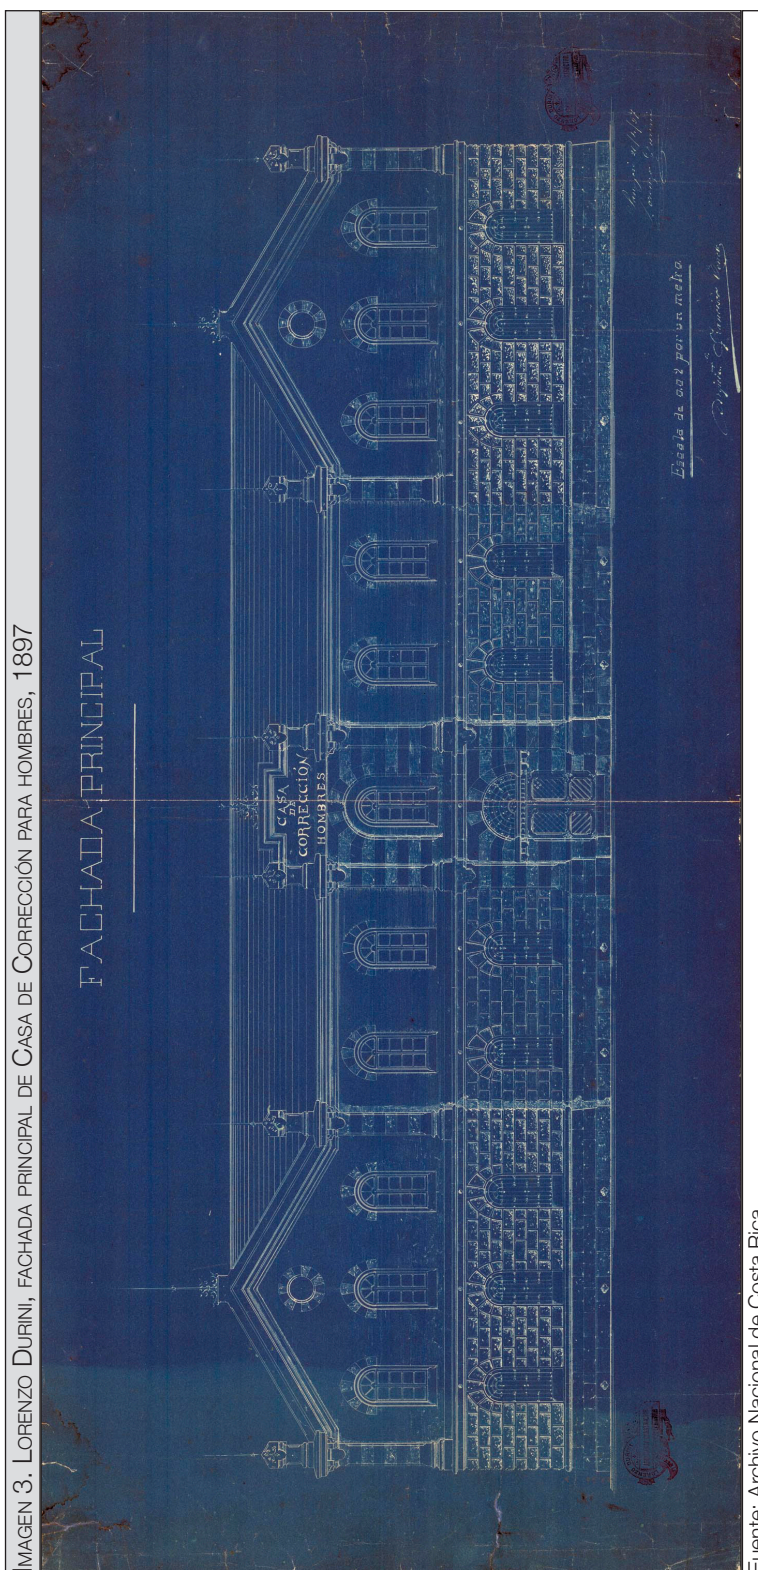 IMAGEN 3. LORENZO DURINI, FACHADA PRINCIPAL DE CASA DE CORRECCIÓN PARA HOMBRES, 1897
FACHADA PRINCIPAL
CASA
DE
CORRECCIÓN
HOMBRES
Escala de 0.02 por un metro
Fuente: Archivo Nacional de Costa Rica